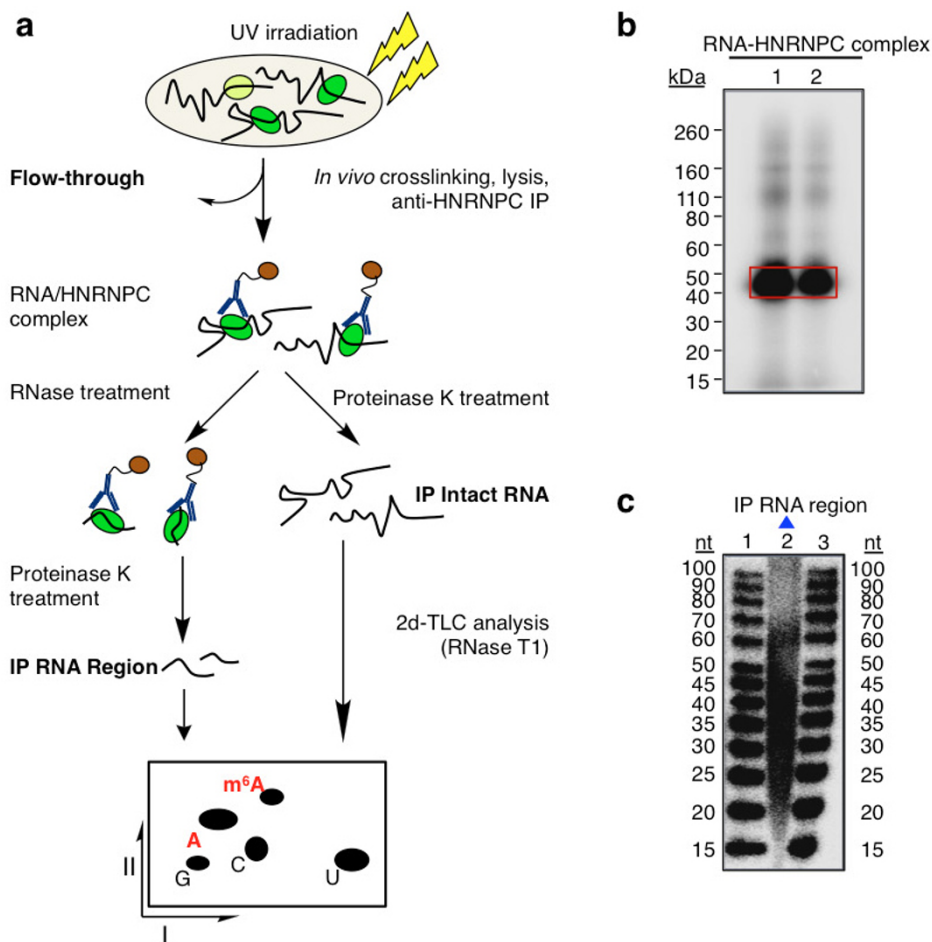 a
UV irradiation
Flow-through
In vivo crosslinking, lysis,
anti-HNRNPC IP
RNA/HNRNPC
complex
RNase treatment
Proteinase K treatment
IP Intact RNA
Proteinase K
treatment
2d-TLC analysis
(RNase T1)
IP RNA Region
m⁶A
A
G
C
U
II
I
b
RNA-HNRNPC complex
kDa 1 2
260
160
110
80
60
50
40
30
20
15
c
IP RNA region
nt 1 2 3 nt
100 100
90 90
80 80
70 70
60 60
50 50
45 45
40 40
35 35
30 30
25 25
20 20
15 15